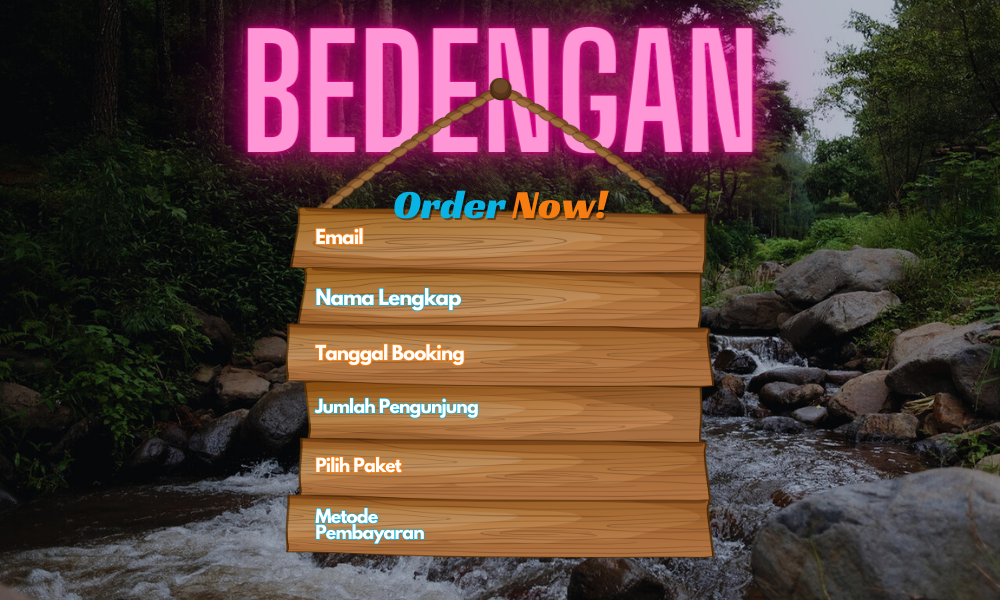 BEDENGAN
Order Now!
Email
Nama Lengkap
Tanggal Booking
Jumlah Pengunjung
Pilih Paket
Metode
Pembayaran